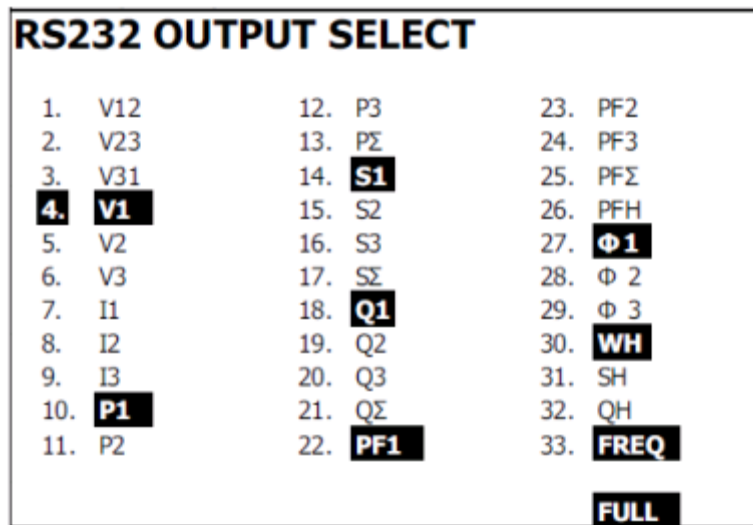 RS232 OUTPUT SELECT
1. V12
2. V23
3. V31
4. V1
5. V2
6. V3
7. I1
8. I2
9. I3
10. P1
11. P2
12. P3
13. PΣ
14. S1
15. S2
16. S3
17. SΣ
18. Q1
19. Q2
20. Q3
21. QΣ
22. PF1
23. PF2
24. PF3
25. PFΣ
26. PFH
27. Φ1
28. Φ 2
29. Φ 3
30. WH
31. SH
32. QH
33. FREQ
FULL